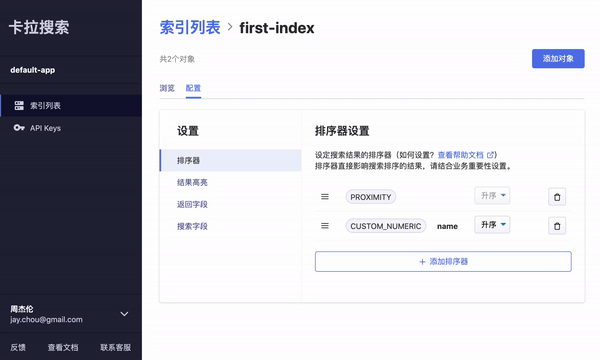 卡拉搜索
default-app
索引列表
API Keys
周杰伦
jay.chou@gmail.com
反馈 查看文档 联系客服
索引列表 > first-index
共2个对象
添加对象
浏览 配置
设置
排序器
结果高亮
返回字段
搜索字段
排序器设置
设定搜索结果的排序器（如何设置？查看帮助文档）
排序器直接影响搜索排序的结果，请结合业务重要性设置。
PROXIMITY 升序
CUSTOM_NUMERIC name 升序
+ 添加排序器